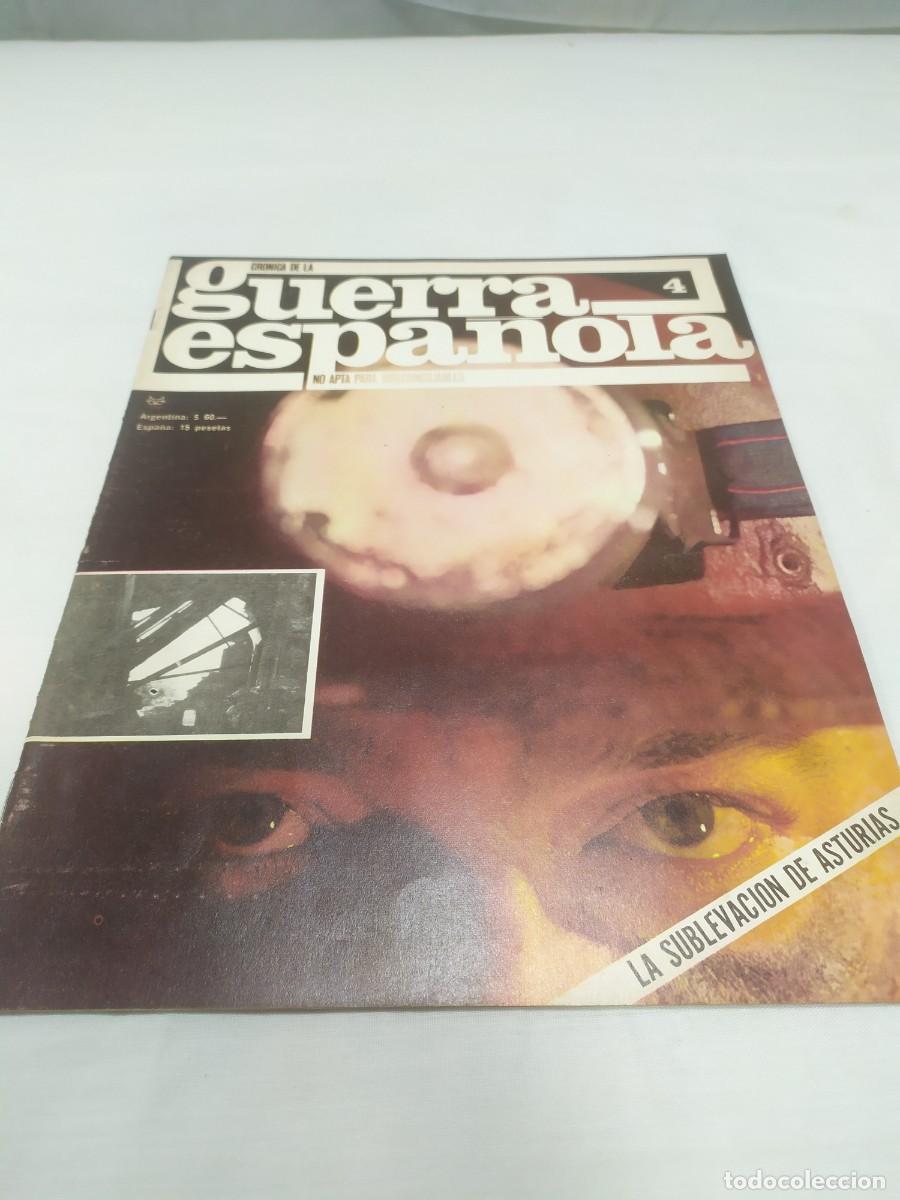 CRONICA DE LA
guerra
española
4
NO APTA PARA IRRECONCILIABLES
Argentina: $ 60.—
España: 15 pesetas
LA SUBLEVACION DE ASTURIAS
todocoleccion